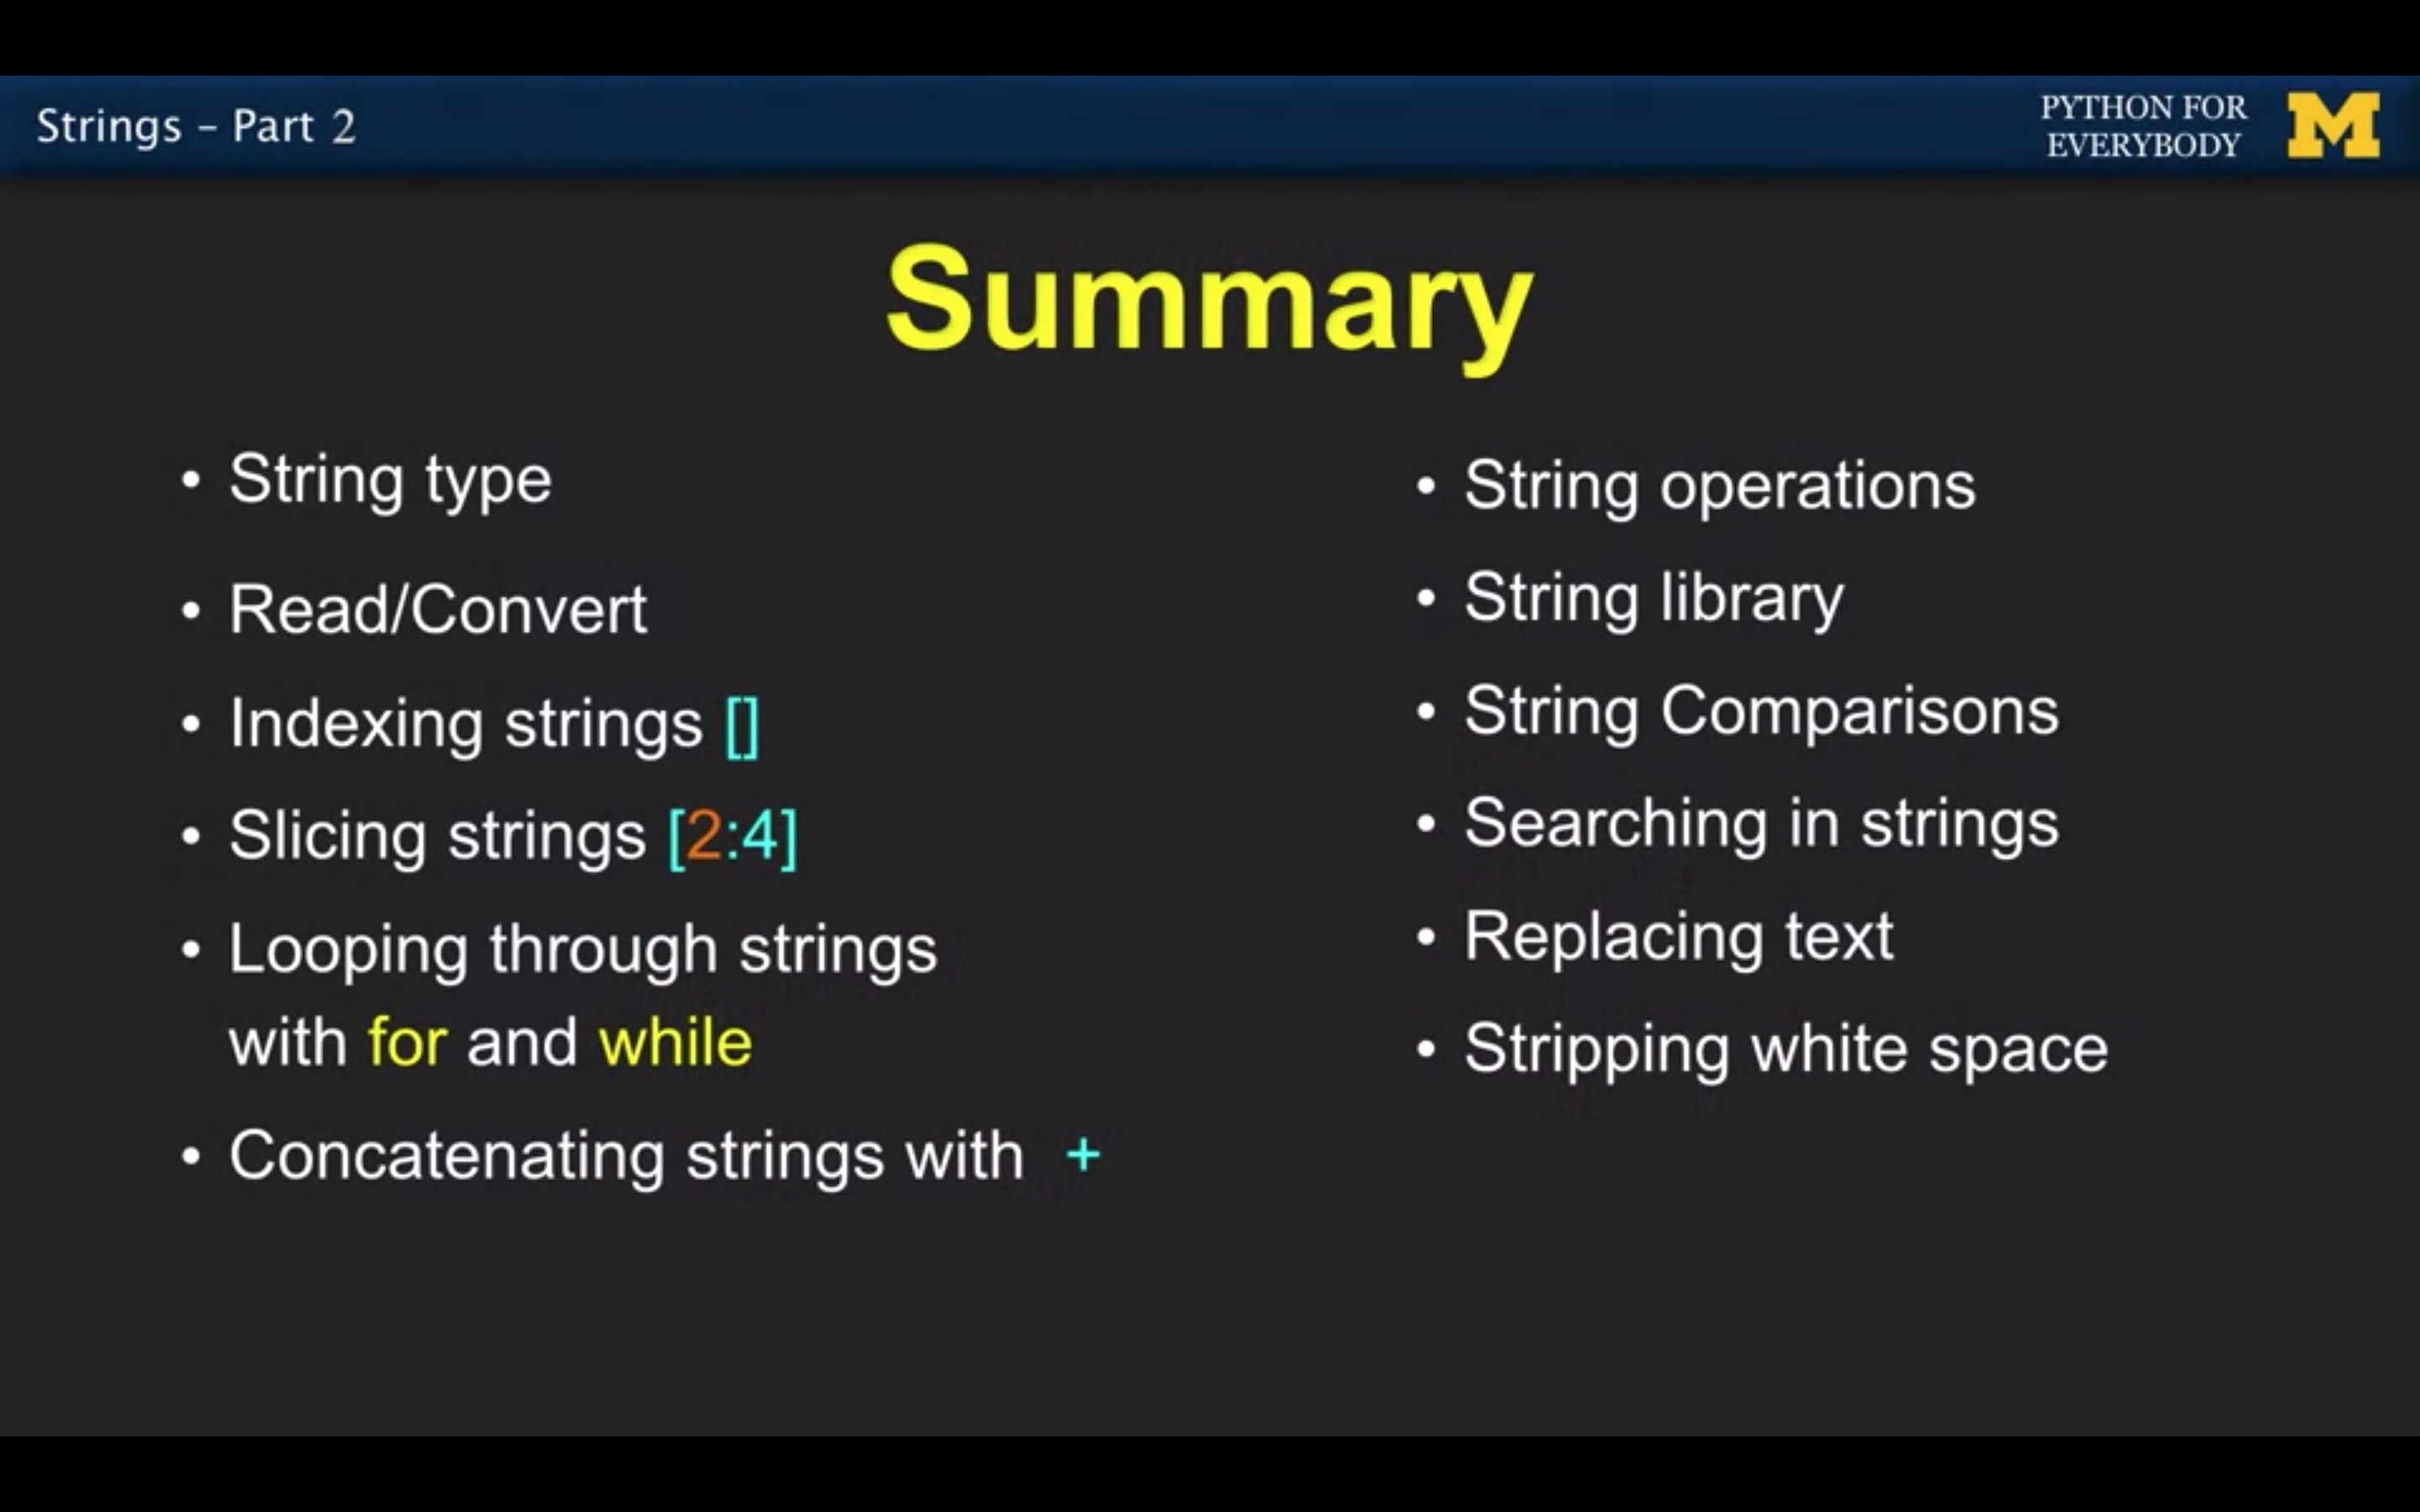 Strings – Part 2
PYTHON FOR
EVERYBODY
M
Summary
• String type
• Read/Convert
• Indexing strings []
• Slicing strings [2:4]
• Looping through strings
with for and while
• Concatenating strings with +
• String operations
• String library
• String Comparisons
• Searching in strings
• Replacing text
• Stripping white space